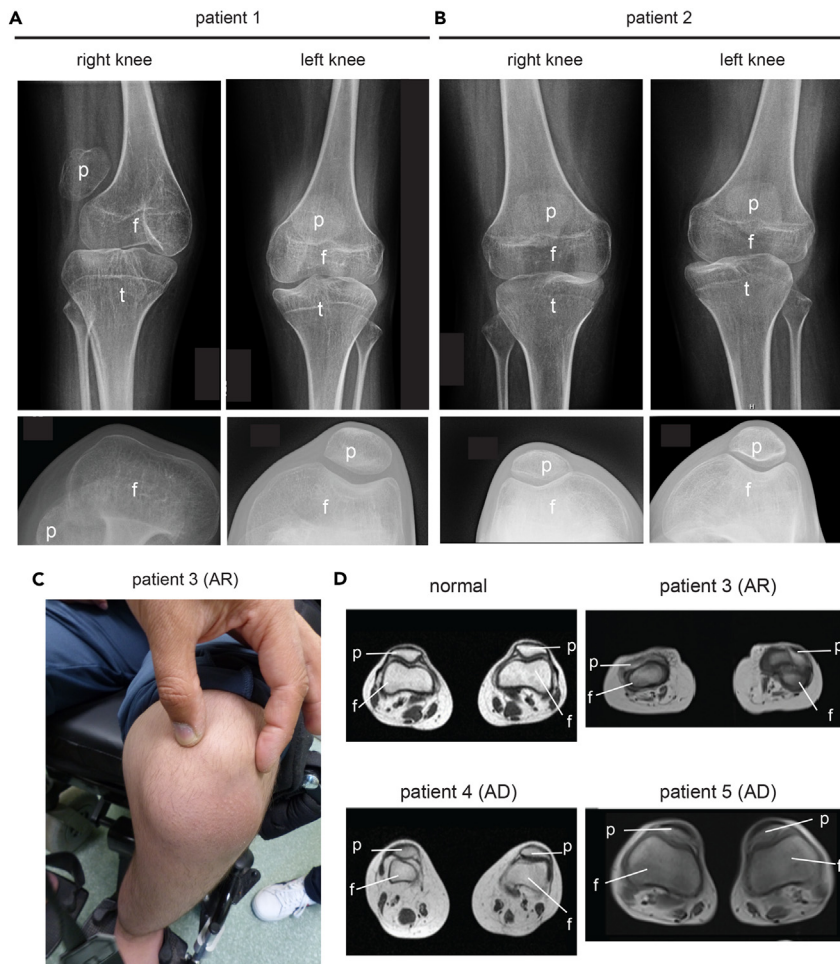 A
patient 1
B
patient 2
right knee
left knee
right knee
left knee
p
f
t
p
f
t
p
f
t
p
f
t
H
f
p
p
f
p
f
p
f
C
patient 3 (AR)
D
normal
patient 3 (AR)
p
f
p
f
p
f
p
f
patient 4 (AD)
patient 5 (AD)
p
f
p
f
p
f
p
f